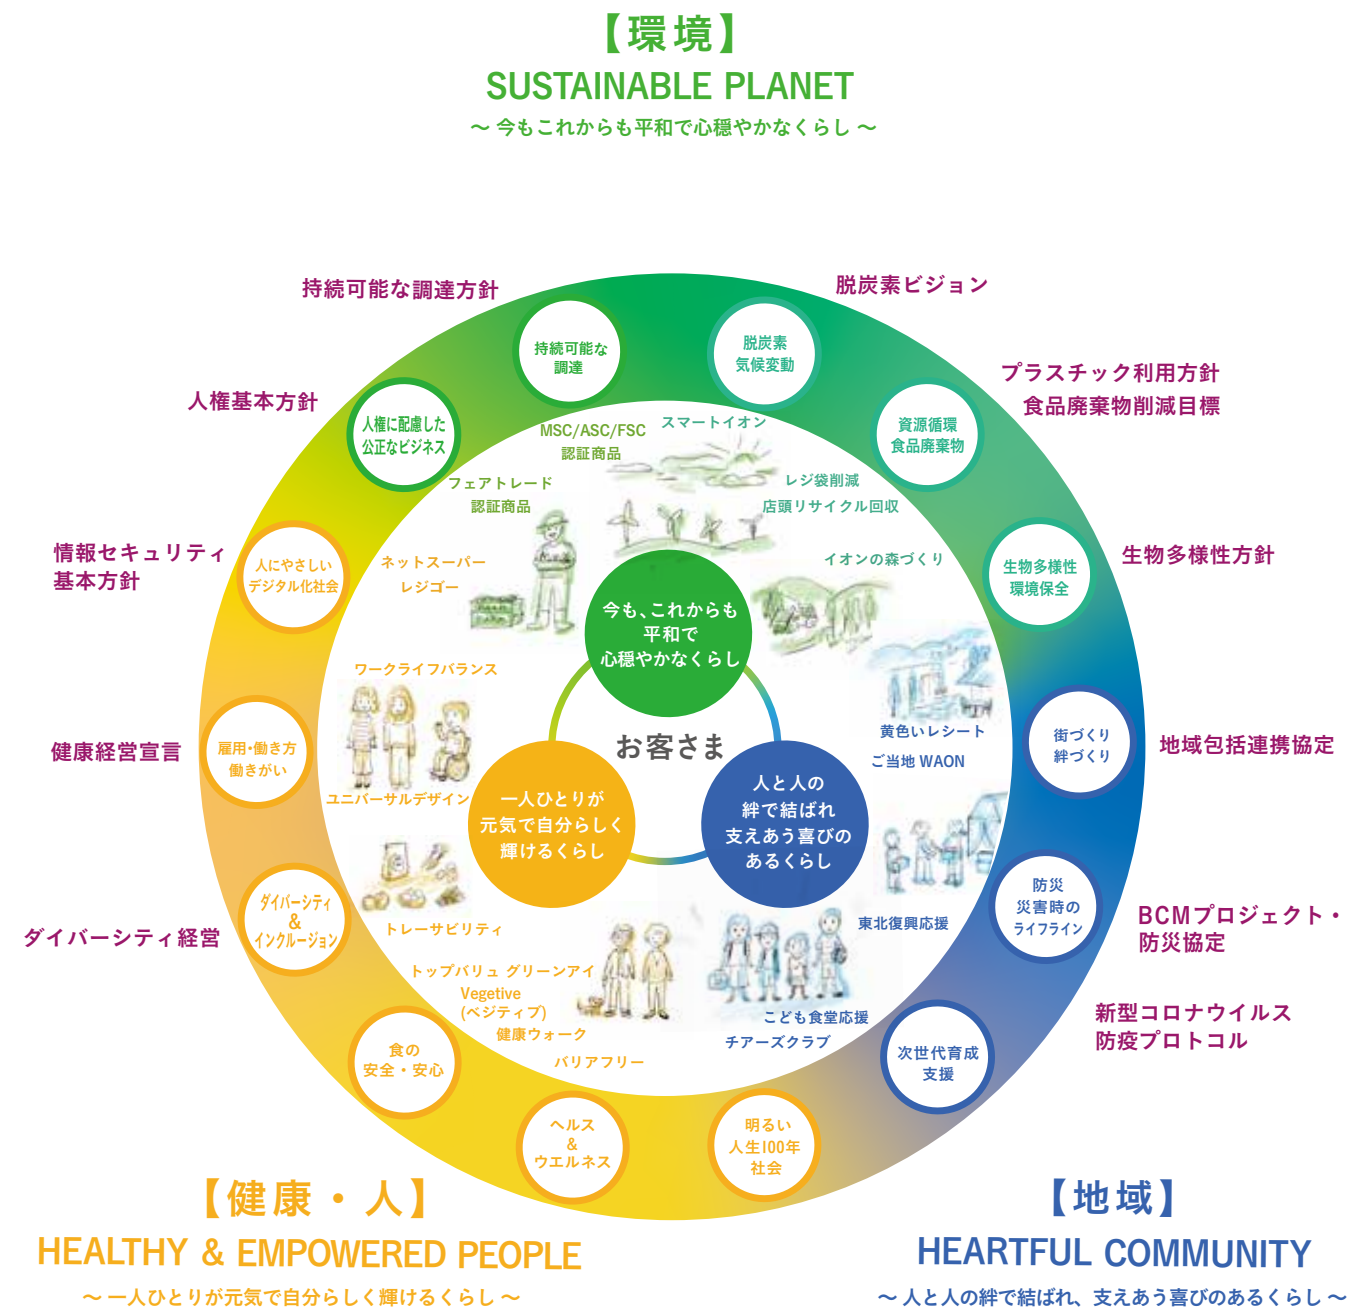 【環境】
SUSTAINABLE PLANET
～ 今もこれからも平和で心穏やかなくらし ～
持続可能な調達方針
脱炭素ビジョン
人権基本方針
プラスチック利用方針
食品廃棄物削減目標
情報セキュリティ
基本方針
生物多様性方針
健康経営宣言
地域包括連携協定
ダイバーシティ経営
BCMプロジェクト・
防災協定
新型コロナウイルス
防疫プロトコル
持続可能な
調達
脱炭素
気候変動
人権に配慮した
公正なビジネス
資源循環
食品廃棄物
人にやさしい
デジタル化社会
生物多様性
環境保全
雇用・働き方
働きがい
街づくり
絆づくり
ダイバーシティ
&
インクルージョン
防災
災害時の
ライフライン
食の
安全・安心
次世代育成
支援
ヘルス
&
ウエルネス
明るい
人生100年
社会
MSC/ASC/FSC
認証商品
スマートイオン
フェアトレード
認証商品
レジ袋削減
店頭リサイクル回収
ネットスーパー
レジゴー
イオンの森づくり
ワークライフバランス
黄色いレシート
ご当地 WAON
ユニバーサルデザイン
トレーサビリティ
東北復興応援
トップバリュ グリーンアイ
Vegetive
(ベジティブ)
健康ウォーク
バリアフリー
こども食堂応援
チアーズクラブ
今も、これからも
平和で
心穏やかなくらし
お客さま
一人ひとりが
元気で自分らしく
輝けるくらし
人と人の
絆で結ばれ
支えあう喜びの
あるくらし
【健康・人】
HEALTHY & EMPOWERED PEOPLE
～ 一人ひとりが元気で自分らしく輝けるくらし ～
【地域】
HEARTFUL COMMUNITY
～ 人と人の絆で結ばれ、支えあう喜びのあるくらし ～